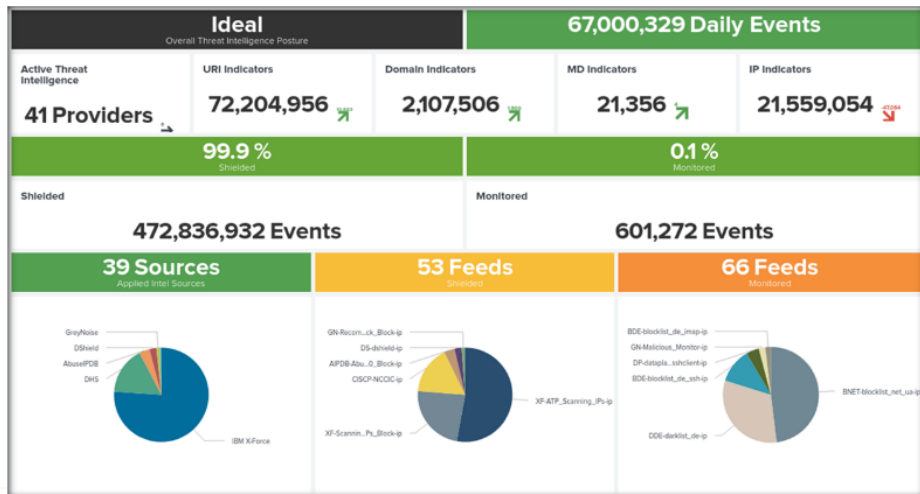 Ideal
Overall Threat Intelligence Posture
67,000,329 Daily Events
Active Threat
Intelligence
41 Providers
URI Indicators
72,204,956
Domain Indicators
2,107,506
MD Indicators
21,356
IP Indicators
21,559,054
99.9 %
Shielded
0.1 %
Monitored
Shielded
472,836,932 Events
Monitored
601,272 Events
39 Sources
Applied Intel Sources
53 Feeds
Shielded
66 Feeds
Monitored
GreyNoise
DShield
AbuseIPDB
DHS
IBM X-Force
GN-Recom...ck_Block-ip
DS-dshield-ip
AIPDB-Abu...0_Block-ip
CISCP-NCCIC-ip
XF-ATP_Scanning_IPs-ip
XF-Scannin...Ps_Block-ip
BDE-blocklist_de_imap-ip
GN-Malicious_Monitor-ip
DP-datapla...sshclient-ip
BDE-blocklist_de_ssh-ip
BNET-blocklist_net_ua-ip
DDE-darklist_de-ip